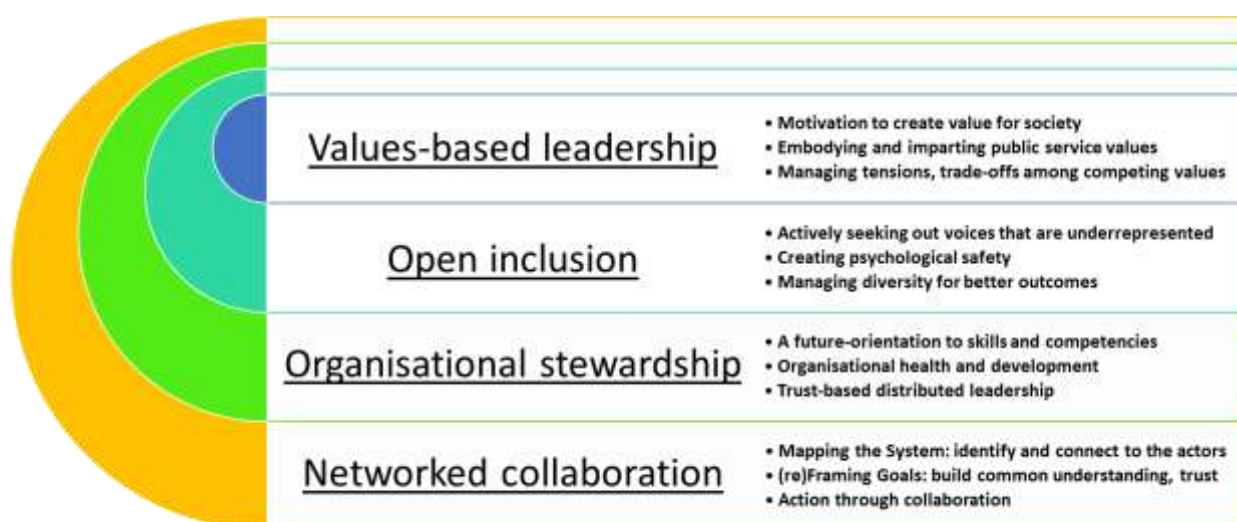 Values-based leadership
• Motivation to create value for society
• Embodying and imparting public service values
• Managing tensions, trade-offs among competing values
Open inclusion
• Actively seeking out voices that are underrepresented
• Creating psychological safety
• Managing diversity for better outcomes
Organisational stewardship
• A future-orientation to skills and competencies
• Organisational health and development
• Trust-based distributed leadership
Networked collaboration
• Mapping the System: identify and connect to the actors
• (re)Framing Goals: build common understanding, trust
• Action through collaboration